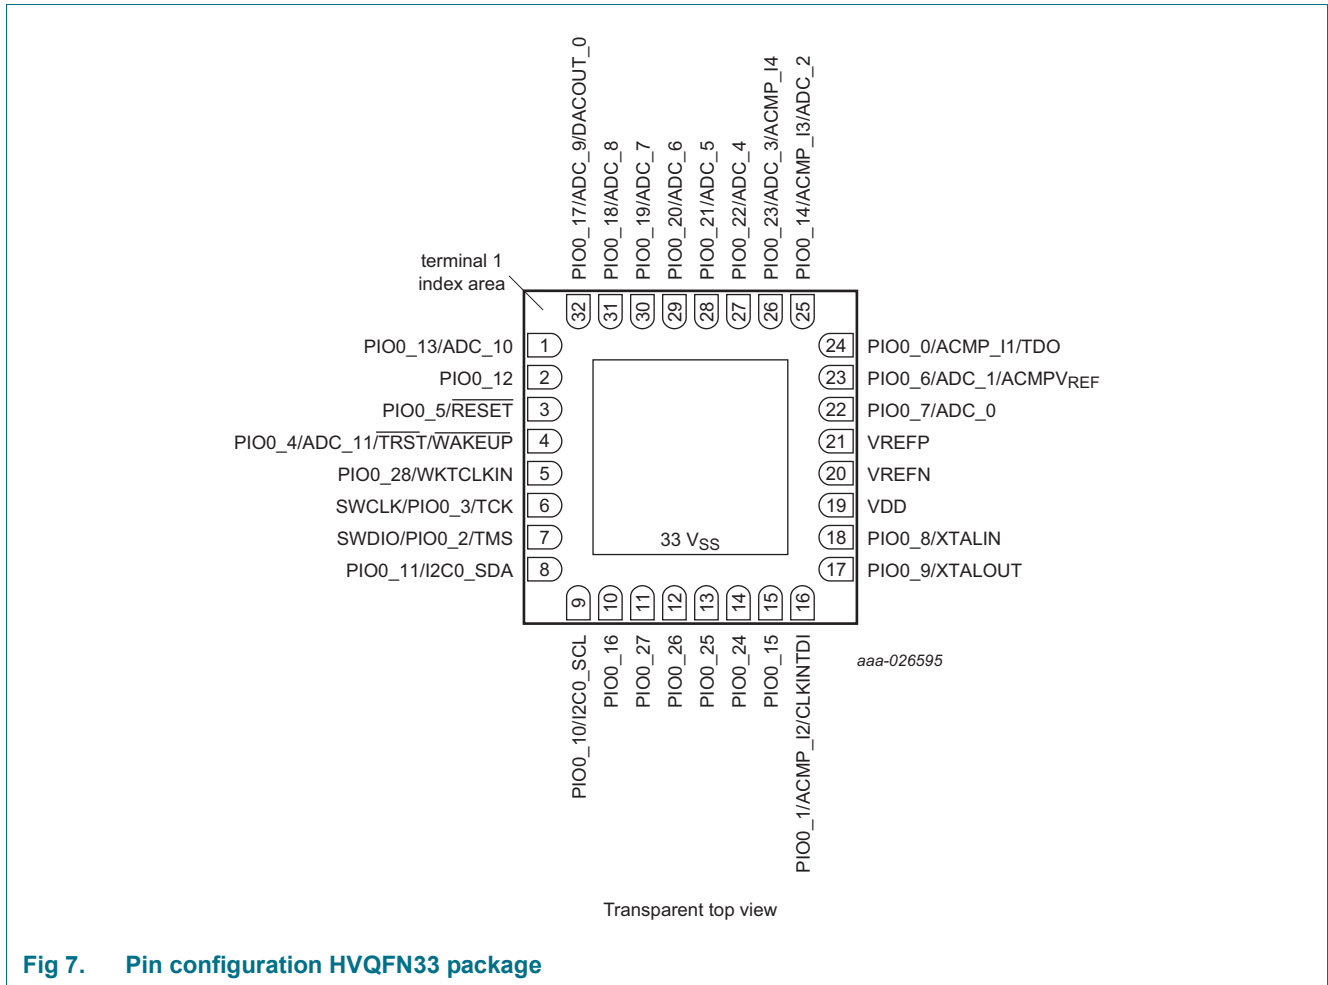 PIO0_17/ADC_9/DACOUT_0
PIO0_18/ADC_8
PIO0_19/ADC_7
PIO0_20/ADC_6
PIO0_21/ADC_5
PIO0_22/ADC_4
PIO0_23/ADC_3/ACMP_I4
PIO0_14/ACMP_I3/ADC_2
terminal 1
index area
32
31
30
29
28
27
26
25
PIO0_13/ADC_10 1
PIO0_12 2
PIO0_5/RESET 3
PIO0_4/ADC_11/TRST/WAKEUP 4
PIO0_28/WKTCLKIN 5
SWCLK/PIO0_3/TCK 6
SWDIO/PIO0_2/TMS 7
PIO0_11/I2C0_SDA 8
24 PIO0_0/ACMP_I1/TDO
23 PIO0_6/ADC_1/ACMPVREF
22 PIO0_7/ADC_0
21 VREFP
20 VREFN
19 VDD
18 PIO0_8/XTALIN
17 PIO0_9/XTALOUT
33 VSS
9
10
11
12
13
14
15
16
PIO0_10/I2C0_SCL
PIO0_16
PIO0_27
PIO0_26
PIO0_25
PIO0_24
PIO0_15
PIO0_1/ACMP_I2/CLKINTDI
aaa-026595
Transparent top view
Fig 7. Pin configuration HVQFN33 package